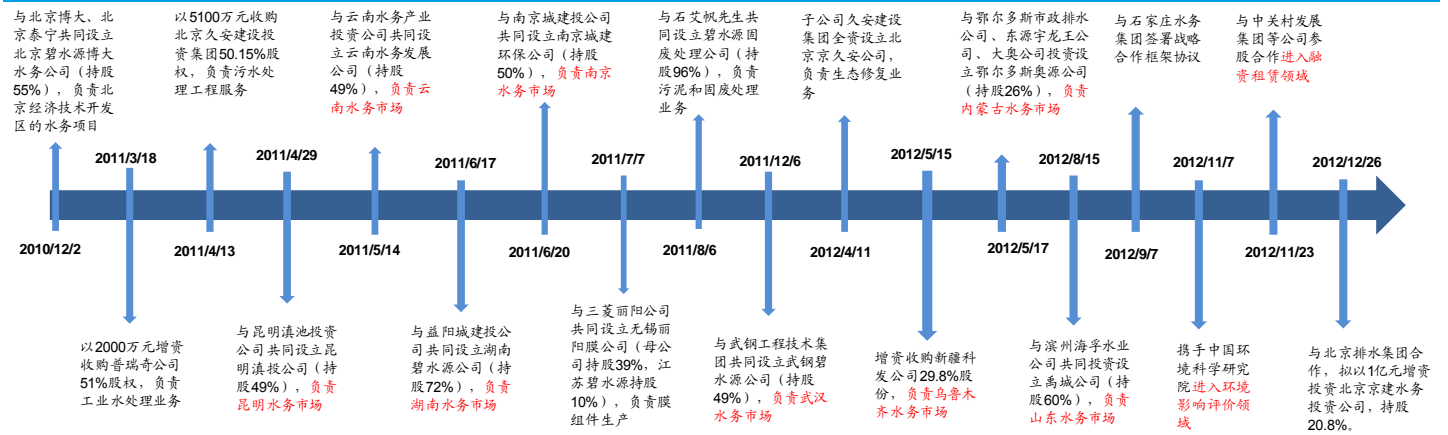 与北京博大、北
京泰宁共同设立
北京碧水源博大
水务公司（持股
55%），负责北
京经济技术开发
区的水务项目
以5100万元收购
北京久安建设投
资集团50.15%股
权，负责污水处
理工程服务
与云南水务产业
投资公司共同设
立云南水务发展
公司（持股
49%），负责云
南水务市场
与南京城建投公司
共同设立南京城建
环保公司（持股
50%），负责南京
水务市场
与石艾帆先生共
同设立碧水源固
废处理公司（持
股96%），负责
污泥和固废处理
业务
子公司久安建设
集团全资设立北
京京久安公司，
负责生态修复业
务
与鄂尔多斯市政排水
公司、东源宇龙王公
司、大奥公司投资设
立鄂尔多斯奥源公司
（持股26%），负责
内蒙古水务市场
与石家庄水务
集团签署战略
合作框架协议
与中关村发展
集团等公司参
股合作进入融
资租赁领域
2011/3/18
2011/4/29
2011/6/17
2011/7/7
2011/12/6
2012/5/15
2012/8/15
2012/11/7
2012/12/26
2010/12/2
2011/4/13
2011/5/14
2011/6/20
2011/8/6
2012/4/11
2012/5/17
2012/9/7
2012/11/23
以2000万元增资
收购普瑞奇公司
51%股权，负责
工业水处理业务
与昆明滇池投资
公司共同设立昆
明滇投公司（持
股49%），负责
昆明水务市场
与益阳城建投公
司共同设立湖南
碧水源公司（持
股72%），负责
湖南水务市场
与三菱丽阳公司
共同设立无锡丽
阳膜公司（母公
司持股39%，江
苏碧水源持股
10%），负责膜
组件生产
与武钢工程技术集
团共同设立武钢碧
水源公司（持股
49%），负责武汉
水务市场
增资收购新疆科
发公司29.8%股
份，负责乌鲁木
齐水务市场
与滨州海孚水业
公司共同投资设
立禹城公司（持
股60%），负责
山东水务市场
携手中国环
境科学研究
院进入环境
影响评价领
域
与北京排水集团合
作，拟以1亿元增资
投资北京京建水务
投资公司，持股
20.8%。